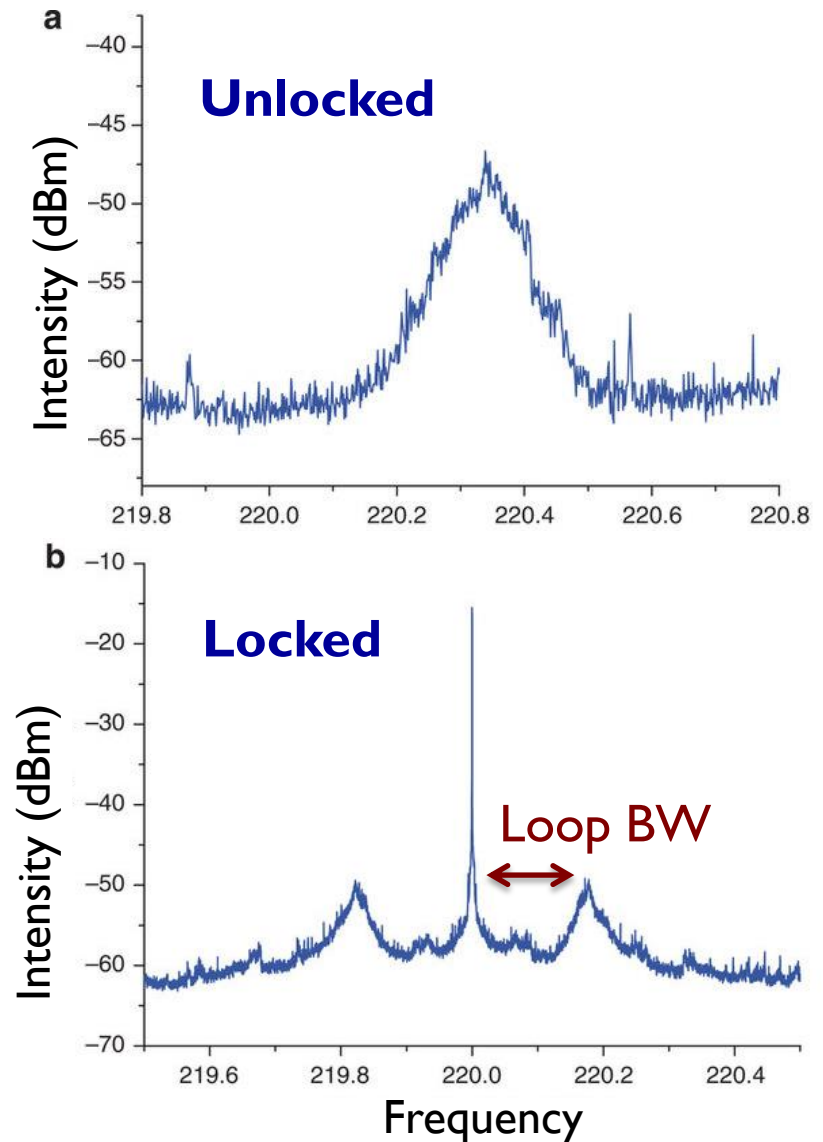 a
Unlocked
Intensity (dBm)
−40
−45
−50
−55
−60
−65
219.8 220.0 220.2 220.4 220.6 220.8
b
Locked
Loop BW
Intensity (dBm)
−10
−20
−30
−40
−50
−60
−70
219.6 219.8 220.0 220.2 220.4
Frequency